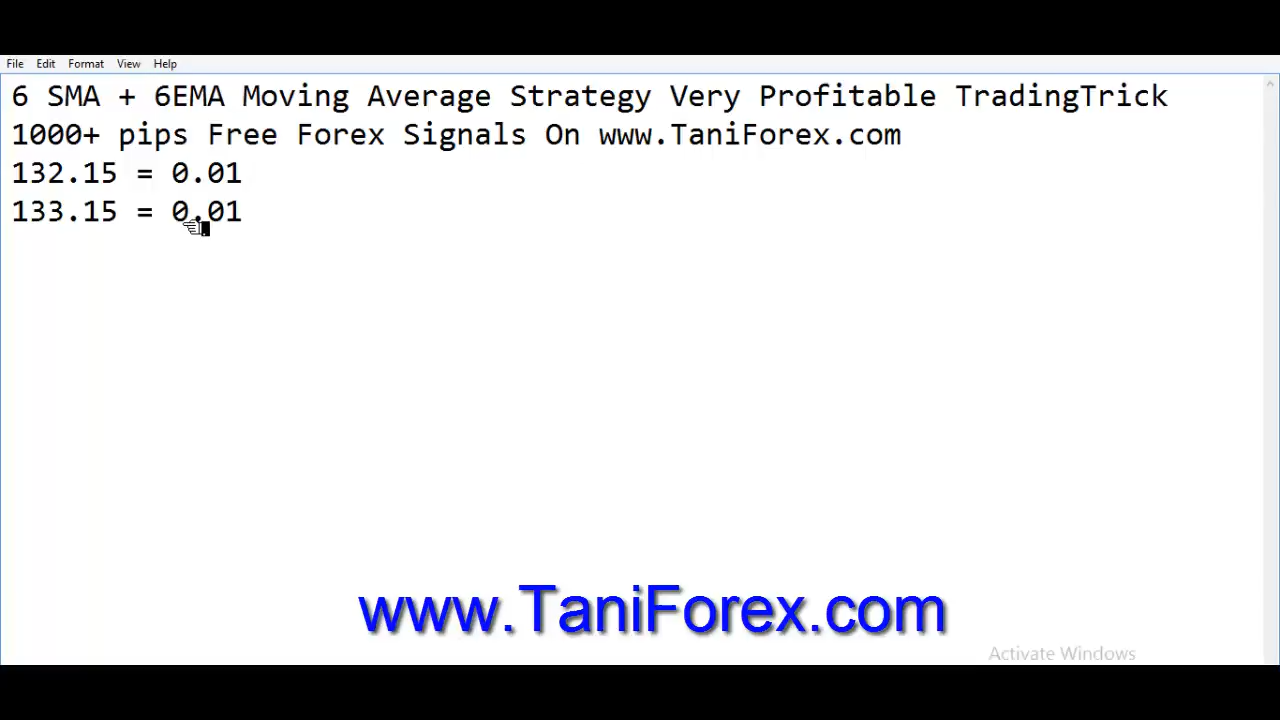 File Edit Format View Help
6 SMA + 6EMA Moving Average Strategy Very Profitable TradingTrick
1000+ pips Free Forex Signals On www.TaniForex.com
132.15 = 0.01
133.15 = 0.01
www.TaniForex.com
Activate Windows